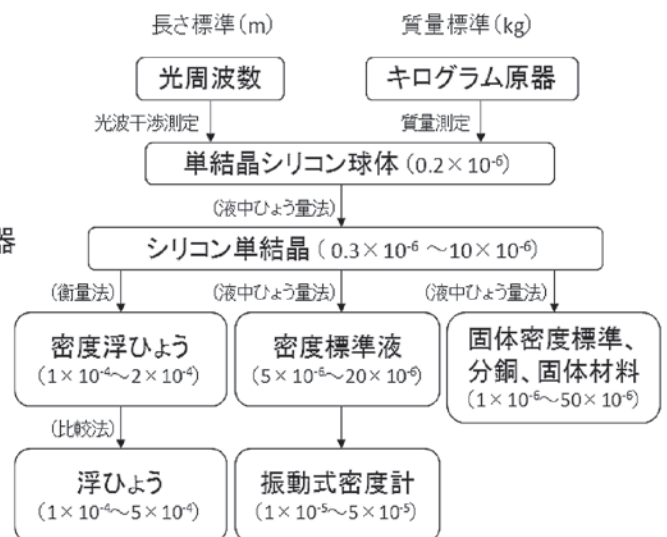 長さ標準(m)
質量標準(kg)
光周波数
キログラム原器
光波干渉測定
質量測定
単結晶シリコン球体(0.2×10⁻⁶)
(液中ひょう量法)
器
シリコン単結晶(0.3×10⁻⁶~10×10⁻⁶)
(衡量法)
(液中ひょう量法)
(液中ひょう量法)
密度浮ひょう
(1×10⁻⁴~2×10⁻⁴)
密度標準液
(5×10⁻⁶~20×10⁻⁶)
固体密度標準、
分銅、固体材料
(1×10⁻⁶~50×10⁻⁶)
(比較法)
浮ひょう
(1×10⁻⁴~5×10⁻⁴)
振動式密度計
(1×10⁻⁵~5×10⁻⁵)